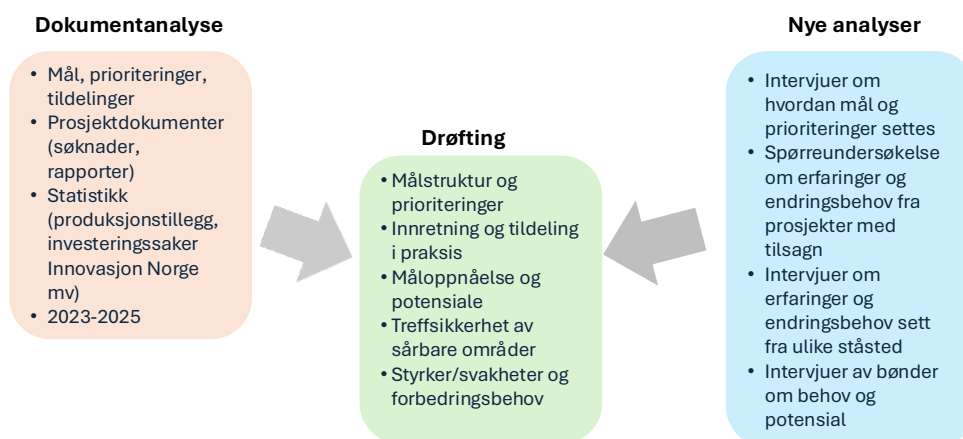 Dokumentanalyse
• Mål, prioriteringer,
tildelinger
• Prosjektdokumenter
(søknader,
rapporter)
• Statistikk
(produksjonstillegg,
investeringssaker
Innovasjon Norge
mv)
• 2023-2025
Drøfting
• Målstruktur og
prioriteringer
• Innretning og tildeling
i praksis
• Måloppnåelse og
potensiale
• Treffsikkerhet av
sårbare områder
• Styrker/svakheter og
forbedringsbehov
Nye analyser
• Intervjuer om
hvordan mål og
prioriteringer settes
• Spørreundersøkelse
om erfaringer og
endringsbehov fra
prosjekter med
tilsagn
• Intervjuer om
erfaringer og
endringsbehov sett
fra ulike ståsted
• Intervjuer av bønder
om behov og
potensial